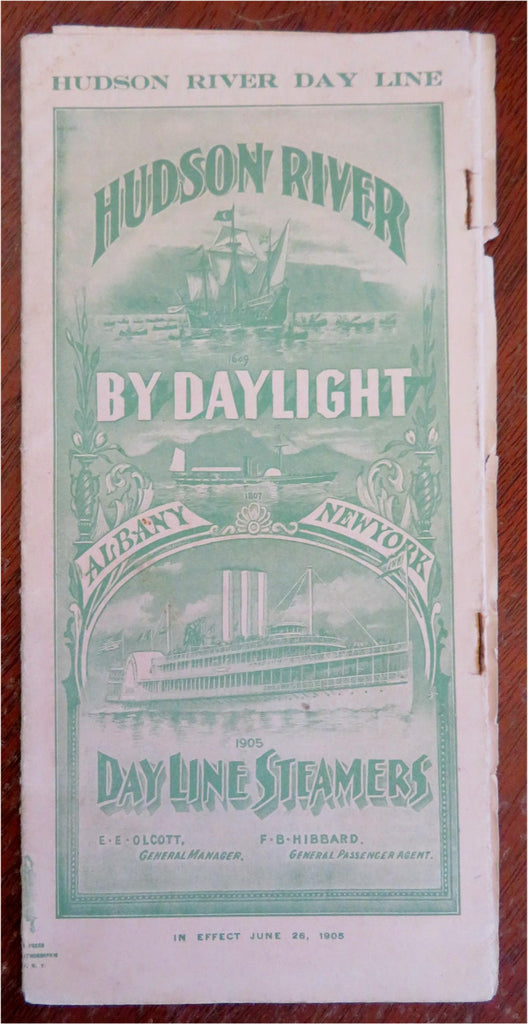 HUDSON RIVER DAY LINE
HUDSON RIVER
1609
BY DAYLIGHT
1807
ALBANY
NEW YORK
1905
DAY LINE STEAMERS
E·E·OLCOTT,
GENERAL MANAGER.
F·B·HIBBARD.
GENERAL PASSENGER AGENT.
IN EFFECT JUNE 26, 1905
PRESS
N. Y.